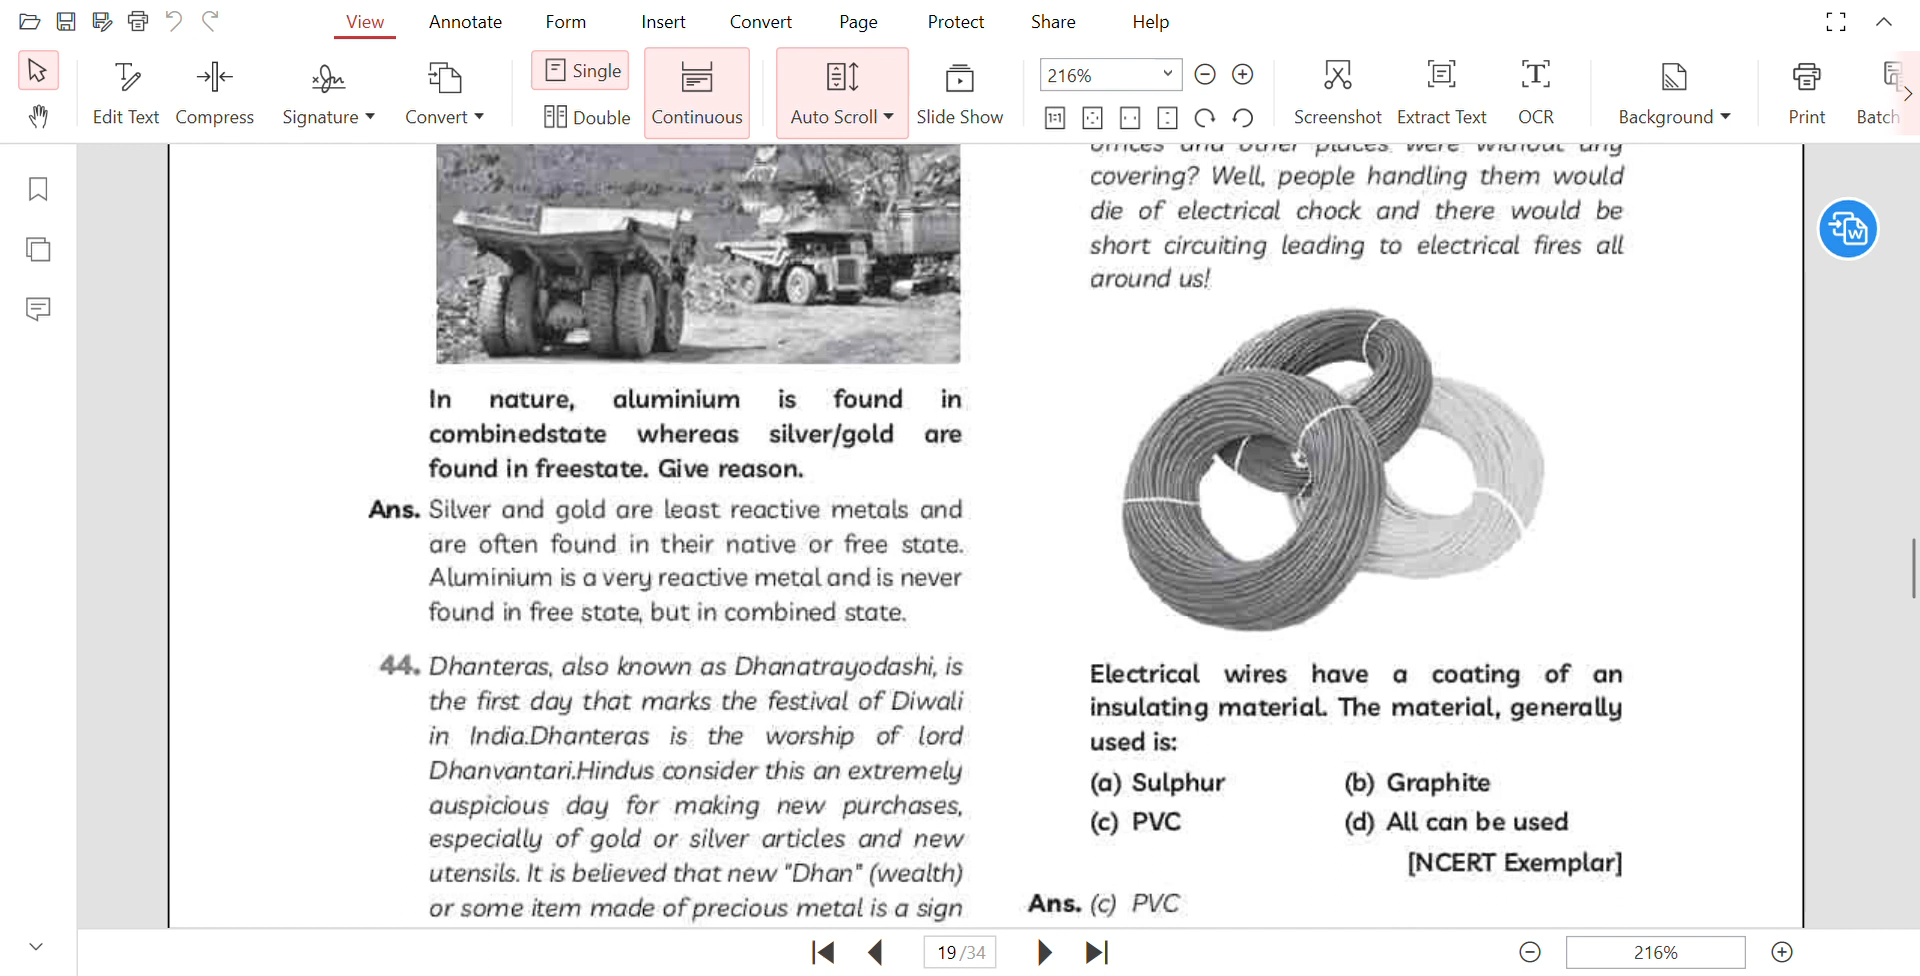 View Annotate Form Insert Convert Page Protect Share Help
Edit Text Compress Signature Convert Single Double Continuous Auto Scroll Slide Show 216% 1:1 Screenshot Extract Text OCR Background Print Batch
In nature, aluminium is found in
combinedstate whereas silver/gold are
found in freestate. Give reason.
Ans. Silver and gold are least reactive metals and
are often found in their native or free state.
Aluminium is a very reactive metal and is never
found in free state, but in combined state.
44. Dhanteras, also known as Dhanatrayodashi, is
the first day that marks the festival of Diwali
in India.Dhanteras is the worship of lord
Dhanvantari.Hindus consider this an extremely
auspicious day for making new purchases,
especially of gold or silver articles and new
utensils. It is believed that new "Dhan" (wealth)
or some item made of precious metal is a sign
offices and other places were without any
covering? Well, people handling them would
die of electrical chock and there would be
short circuiting leading to electrical fires all
around us!
Electrical wires have a coating of an
insulating material. The material, generally
used is:
(a) Sulphur (b) Graphite
(c) PVC (d) All can be used
[NCERT Exemplar]
Ans. (c) PVC
W
19 /34
216%